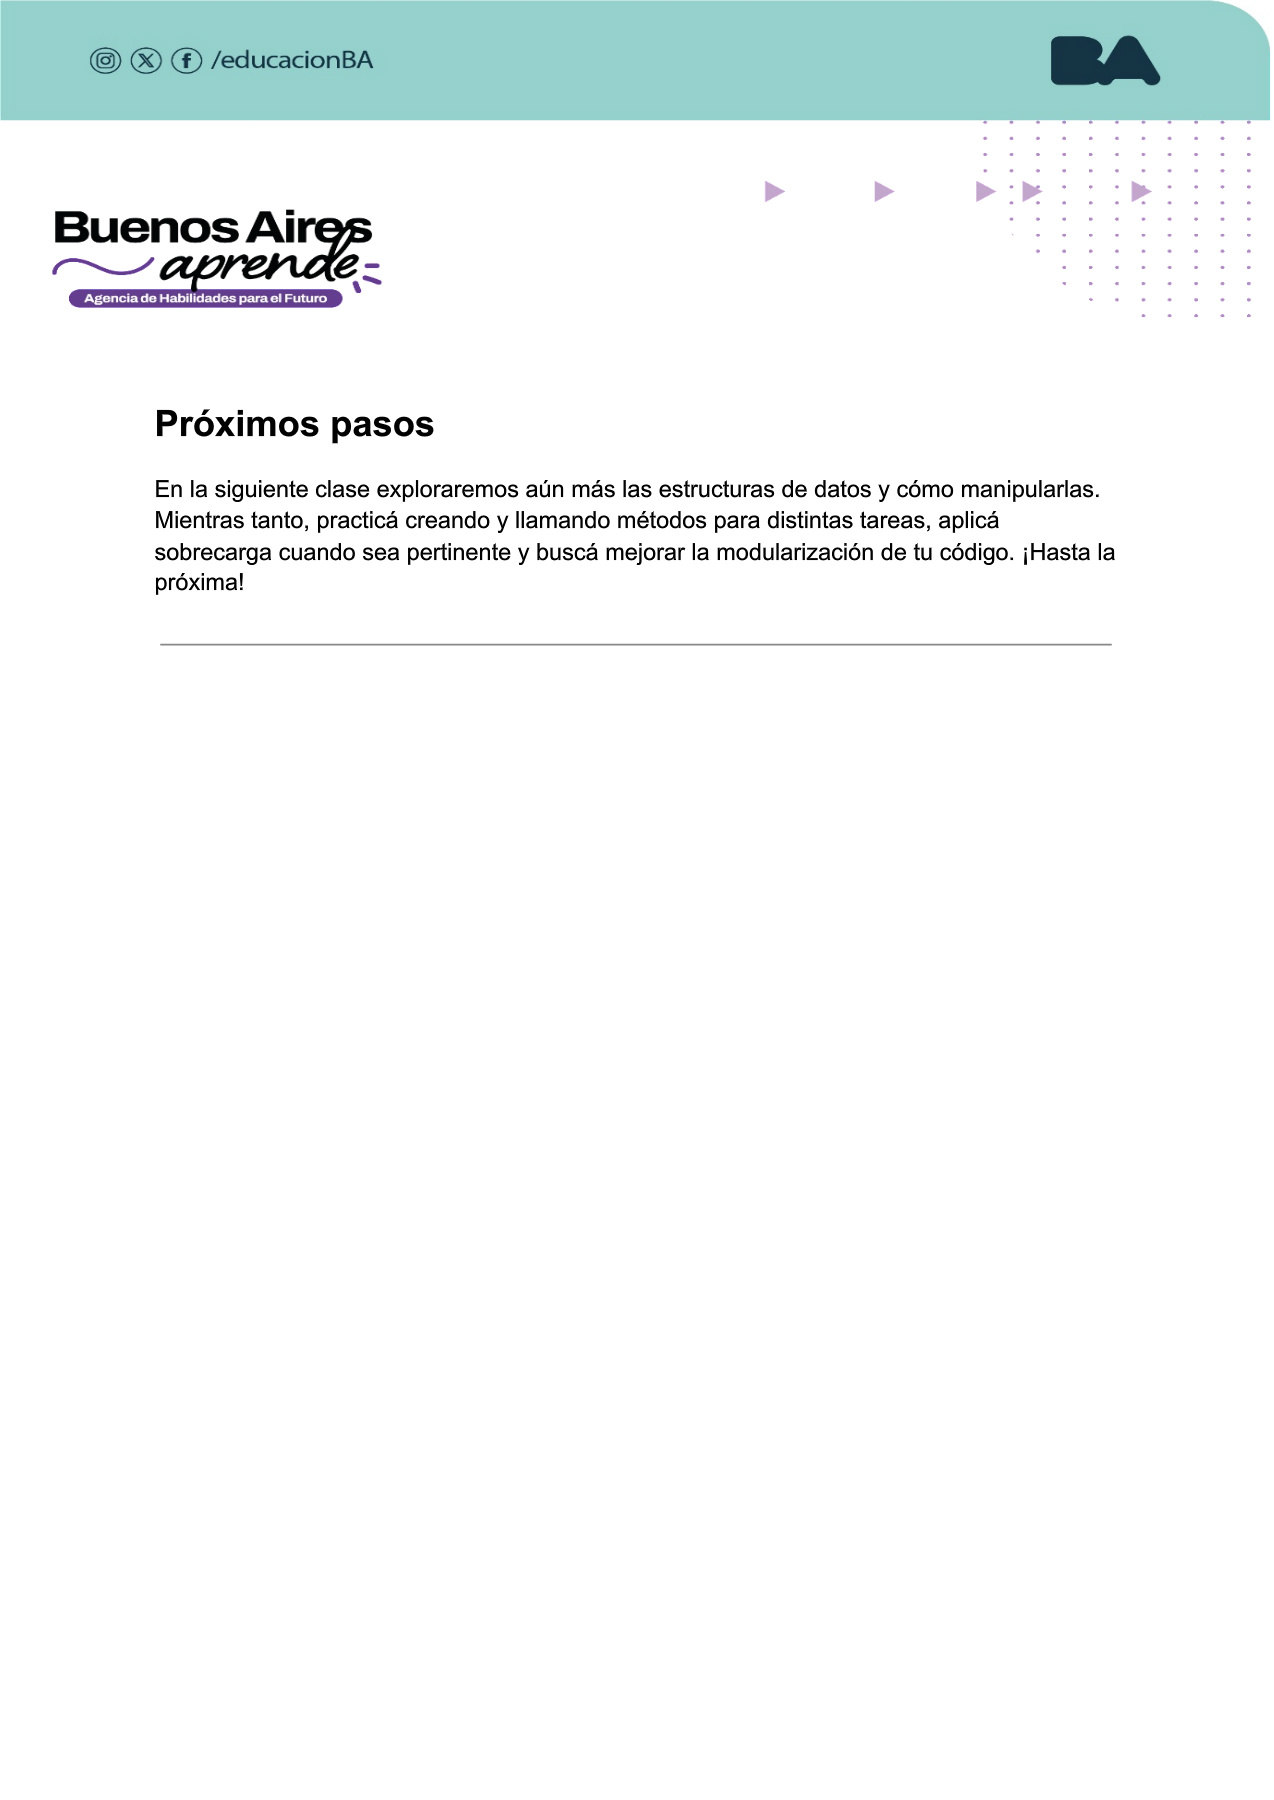 /educacionBA
BA
Buenos Aires
aprende
Agencia de Habilidades para el Futuro
Próximos pasos
En la siguiente clase exploraremos aún más las estructuras de datos y cómo manipularlas.
Mientras tanto, practicá creando y llamando métodos para distintas tareas, aplicá
sobrecarga cuando sea pertinente y buscá mejorar la modularización de tu código. ¡Hasta la
próxima!